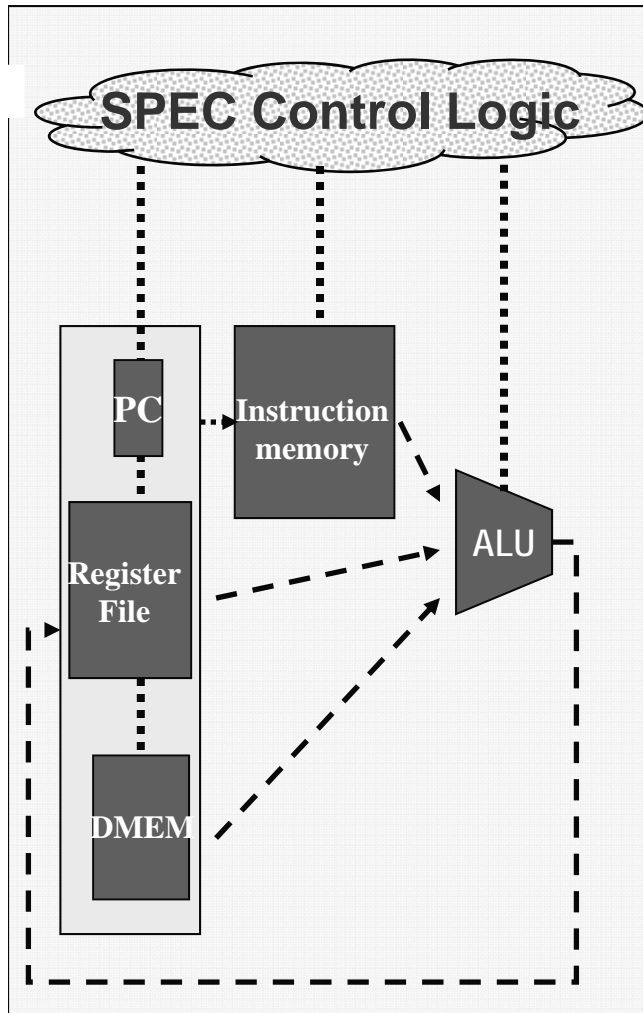 SPEC Control Logic
PC
Instruction
memory
ALU
Register
File
DMEM